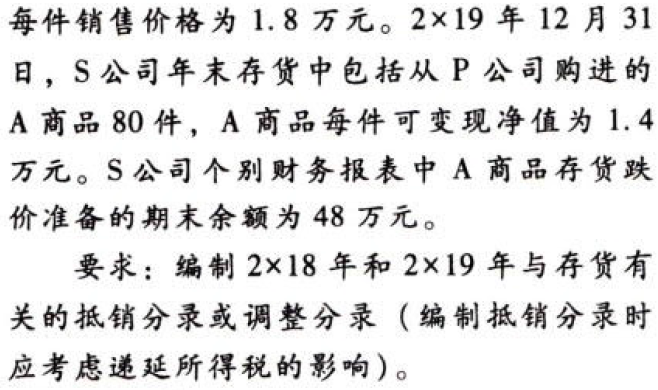 每件销售价格为 1.8 万元。2×19 年 12 月 31
日，S 公司年末存货中包括从 P 公司购进的
A 商品 80 件，A 商品每件可变现净值为 1.4
万元。S 公司个别财务报表中 A 商品存货跌
价准备的期末余额为 48 万元。
要求：编制 2×18 年和 2×19 年与存货有
关的抵销分录或调整分录（编制抵销分录时
应考虑递延所得税的影响）。